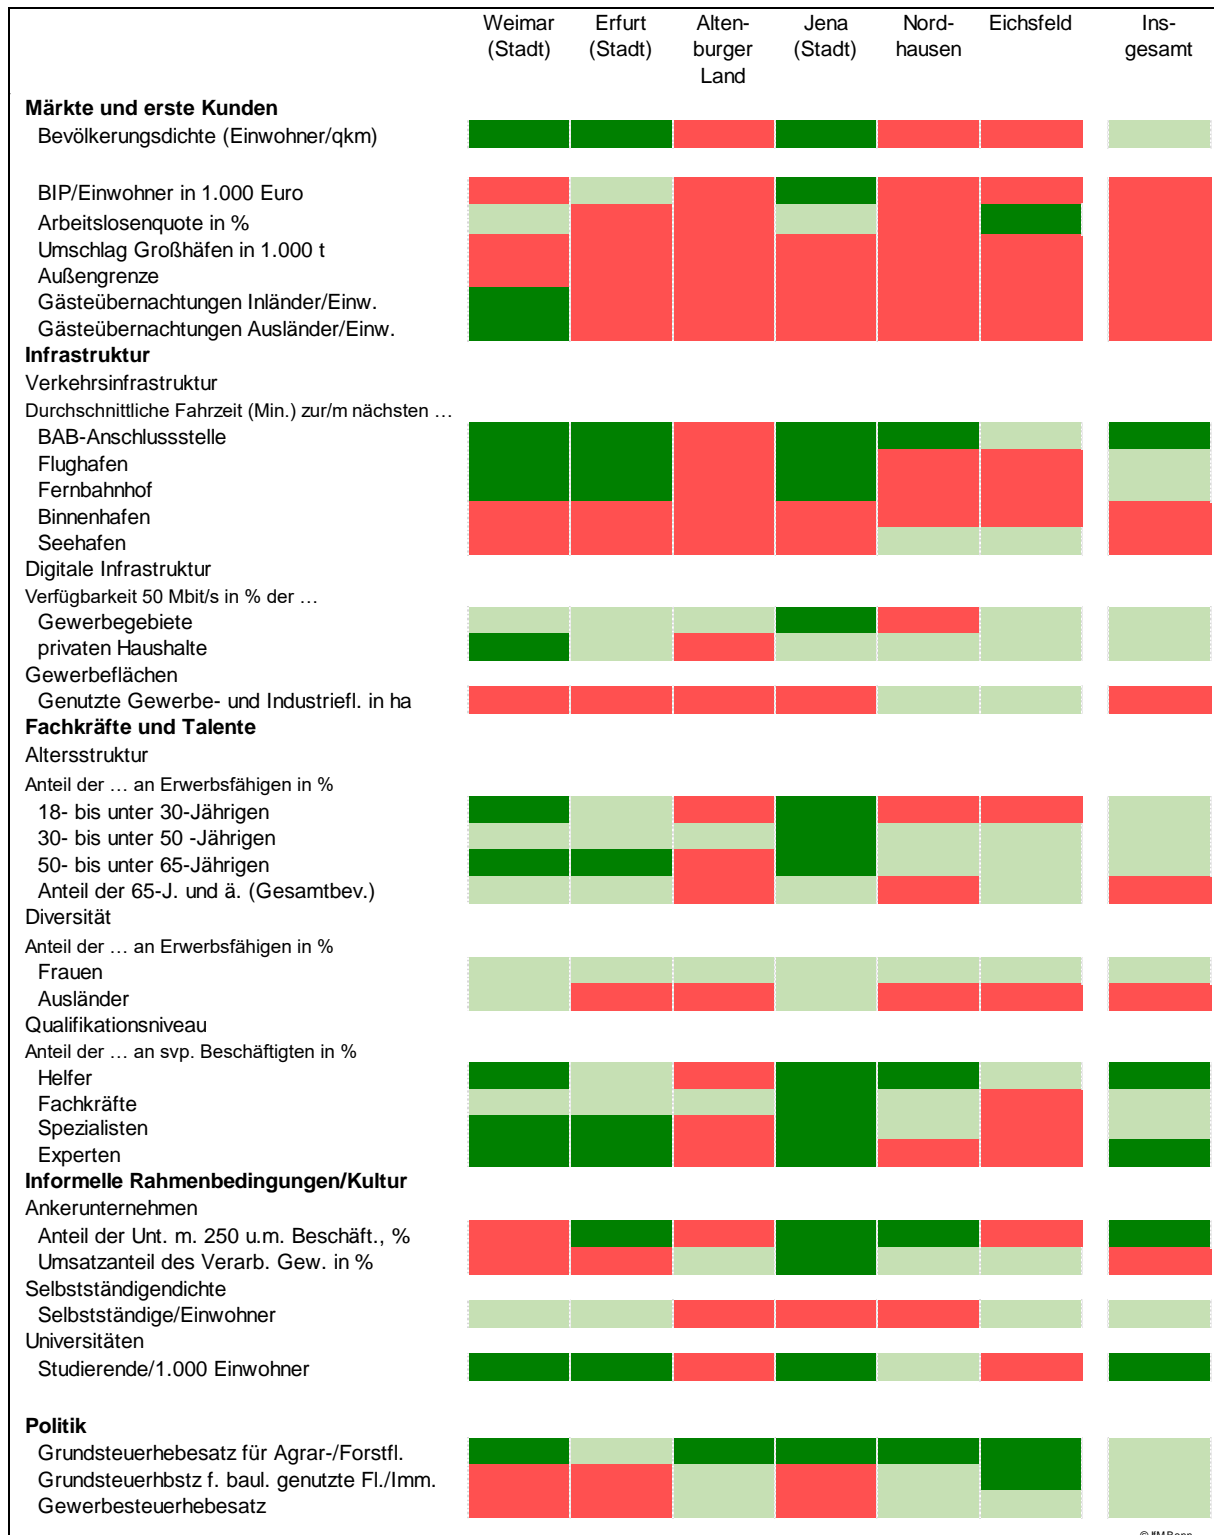 Weimar Erfurt Alten- Jena Nord- Eichsfeld Ins-
(Stadt) (Stadt) burger (Stadt) hausen gesamt
Land
Märkte und erste Kunden
Bevölkerungsdichte (Einwohner/qkm)
BIP/Einwohner in 1.000 Euro
Arbeitslosenquote in %
Umschlag Großhäfen in 1.000 t
Außengrenze
Gästeübernachtungen Inländer/Einw.
Gästeübernachtungen Ausländer/Einw.
Infrastruktur
Verkehrsinfrastruktur
Durchschnittliche Fahrzeit (Min.) zur/m nächsten …
BAB-Anschlussstelle
Flughafen
Fernbahnhof
Binnenhafen
Seehafen
Digitale Infrastruktur
Verfügbarkeit 50 Mbit/s in % der …
Gewerbegebiete
privaten Haushalte
Gewerbeflächen
Genutzte Gewerbe- und Industriefl. in ha
Fachkräfte und Talente
Altersstruktur
Anteil der … an Erwerbsfähigen in %
18- bis unter 30-Jährigen
30- bis unter 50 -Jährigen
50- bis unter 65-Jährigen
Anteil der 65-J. und ä. (Gesamtbev.)
Diversität
Anteil der … an Erwerbsfähigen in %
Frauen
Ausländer
Qualifikationsniveau
Anteil der … an svp. Beschäftigten in %
Helfer
Fachkräfte
Spezialisten
Experten
Informelle Rahmenbedingungen/Kultur
Ankerunternehmen
Anteil der Unt. m. 250 u.m. Beschäft., %
Umsatzanteil des Verarb. Gew. in %
Selbstständigendichte
Selbstständige/Einwohner
Universitäten
Studierende/1.000 Einwohner
Politik
Grundsteuerhebesatz für Agrar-/Forstfl.
Grundsteuerhbstz f. baul. genutzte Fl./Imm.
Gewerbesteuerhebesatz
© IfM Bonn